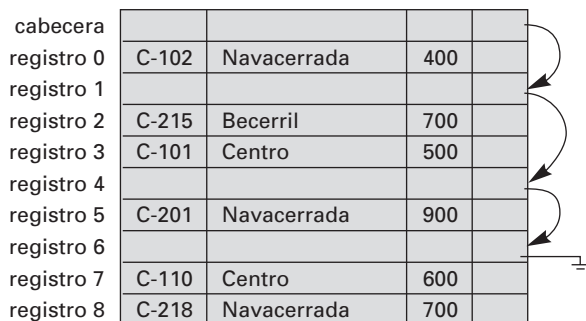 cabecera
registro 0 C-102 Navacerrada 400
registro 1
registro 2 C-215 Becerril 700
registro 3 C-101 Centro 500
registro 4
registro 5 C-201 Navacerrada 900
registro 6
registro 7 C-110 Centro 600
registro 8 C-218 Navacerrada 700